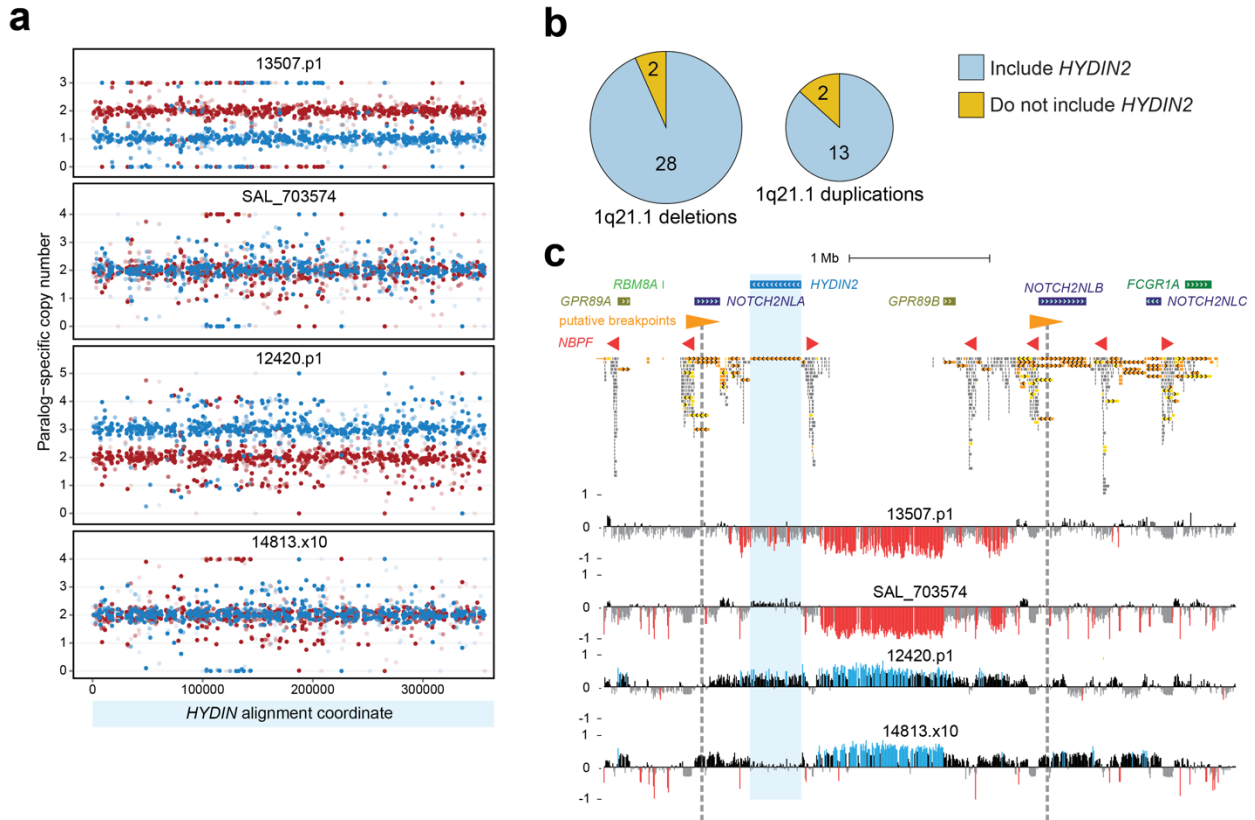 a
13507.p1
3
2
1
0
SAL_703574
4
3
2
1
0
12420.p1
5
4
3
2
1
0
14813.x10
4
3
2
1
0
Paralog−specific copy number
0 100000 200000 300000
HYDIN alignment coordinate
b
2
28
1q21.1 deletions
2
13
1q21.1 duplications
Include HYDIN2
Do not include HYDIN2
c
1 Mb
RBM8A
HYDIN2
FCGR1A
GPR89A
NOTCH2NLA
GPR89B
NOTCH2NLB
NOTCH2NLC
putative breakpoints
NBPF
1
13507.p1
0
-1
1
SAL_703574
0
-1
12420.p1
1
0
-1
14813.x10
1
0
-1